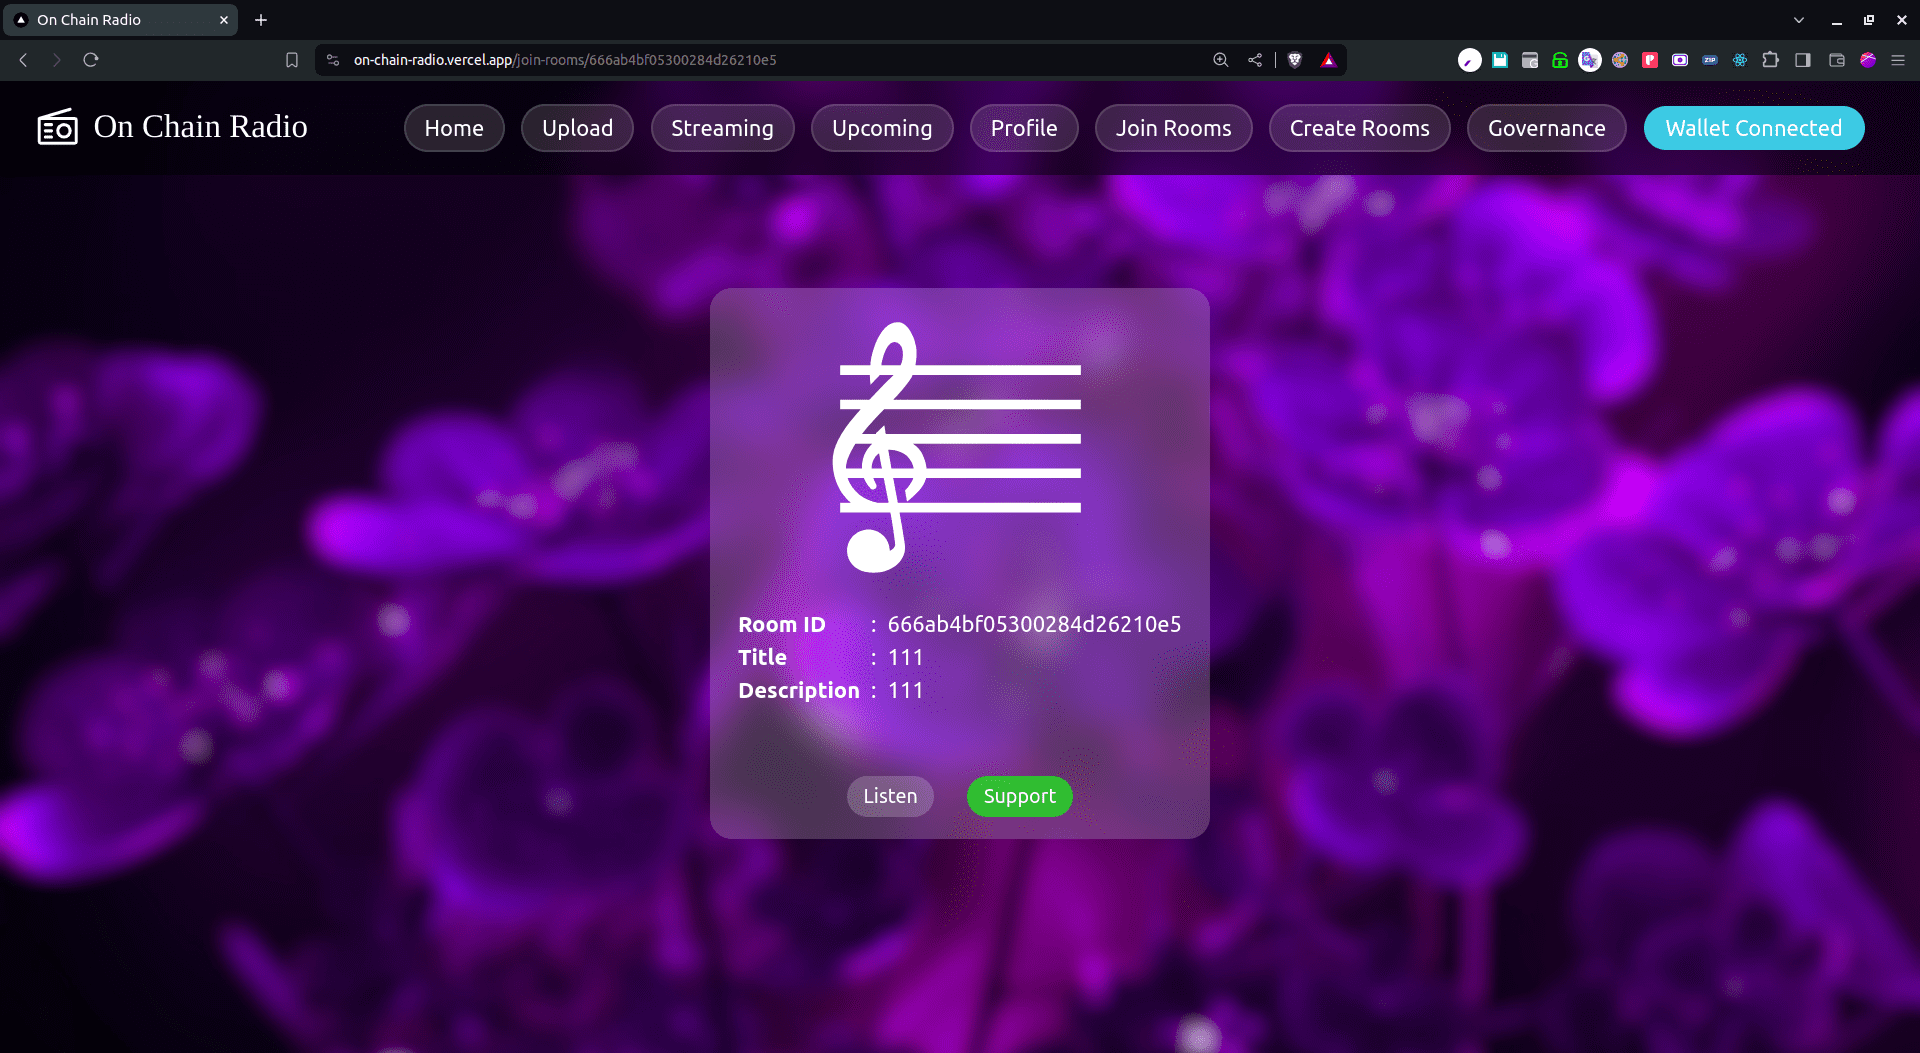 On Chain Radio
on-chain-radio.vercel.app/join-rooms/666ab4bf05300284d26210e5
ZIP
On Chain Radio
Home
Upload
Streaming
Upcoming
Profile
Join Rooms
Create Rooms
Governance
Wallet Connected
Room ID : 666ab4bf05300284d26210e5
Title : 111
Description : 111
Listen
Support